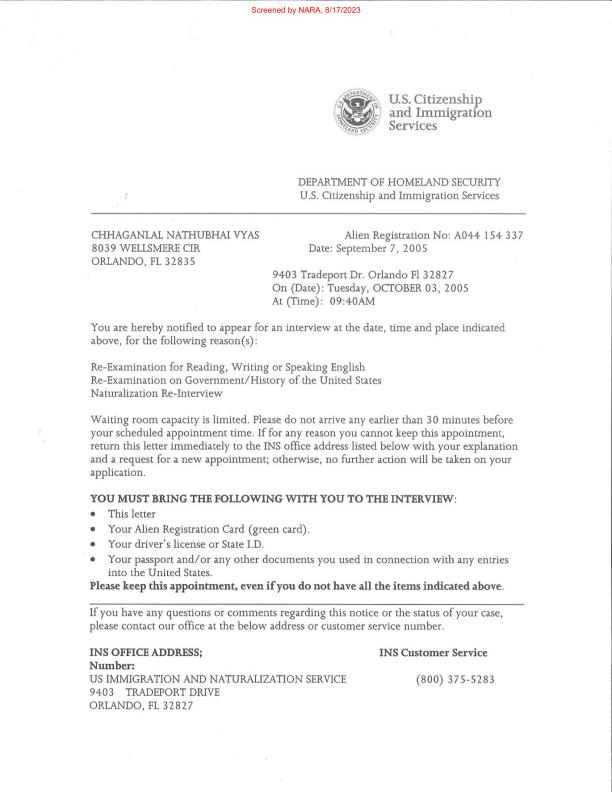 Screened by NARA, 8/17/2023
U.S. Citizenship
and Immigration
Services
DEPARTMENT OF HOMELAND SECURITY
U.S. Citizenship and Immigration Services
CHHAGANLAL NATHUBHAI VYAS
8039 WELLSMERE CIR
ORLANDO, FL 32835
Alien Registration No: A044 154 337
Date: September 7, 2005
9403 Tradeport Dr. Orlando Fl 32827
On (Date): Tuesday, OCTOBER 03, 2005
At (Time): 09:40AM
You are hereby notified to appear for an interview at the date, time and place indicated
above, for the following reason(s):
Re-Examination for Reading, Writing or Speaking English
Re-Examination on Government/History of the United States
Naturalization Re-Interview
Waiting room capacity is limited. Please do not arrive any earlier than 30 minutes before
your scheduled appointment time. If for any reason you cannot keep this appointment,
return this letter immediately to the INS office address listed below with your explanation
and a request for a new appointment; otherwise, no further action will be taken on your
application.
YOU MUST BRING THE FOLLOWING WITH YOU TO THE INTERVIEW:
• This letter
• Your Alien Registration Card (green card).
• Your driver's license or State I.D.
• Your passport and/or any other documents you used in connection with any entries
into the United States.
Please keep this appointment, even if you do not have all the items indicated above.
If you have any questions or comments regarding this notice or the status of your case,
please contact our office at the below address or customer service number.
INS OFFICE ADDRESS; INS Customer Service
Number:
US IMMIGRATION AND NATURALIZATION SERVICE (800) 375-5283
9403 TRADEPORT DRIVE
ORLANDO, FL 32827